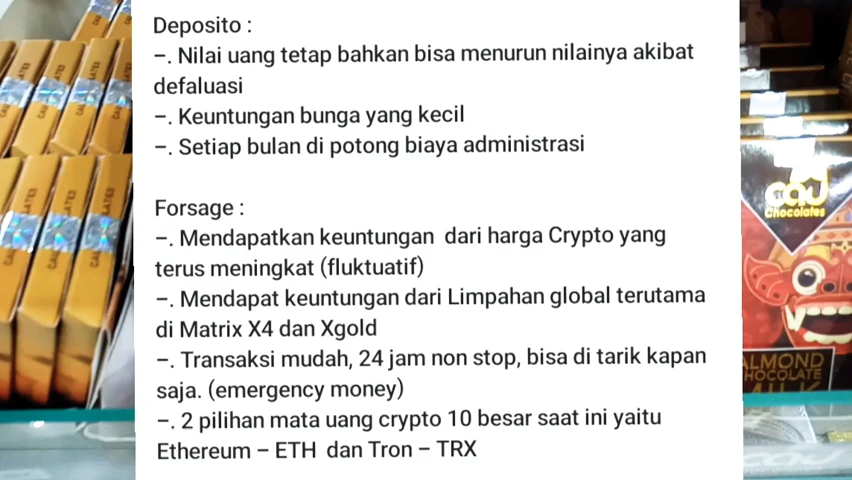 Deposito :
–. Nilai uang tetap bahkan bisa menurun nilainya akibat
defaluasi
–. Keuntungan bunga yang kecil
–. Setiap bulan di potong biaya administrasi
Forsage :
–. Mendapatkan keuntungan dari harga Crypto yang
terus meningkat (fluktuatif)
–. Mendapat keuntungan dari Limpahan global terutama
di Matrix X4 dan Xgold
–. Transaksi mudah, 24 jam non stop, bisa di tarik kapan
saja. (emergency money)
–. 2 pilihan mata uang crypto 10 besar saat ini yaitu
Ethereum – ETH dan Tron – TRX
cau
Chocolates
ALMOND